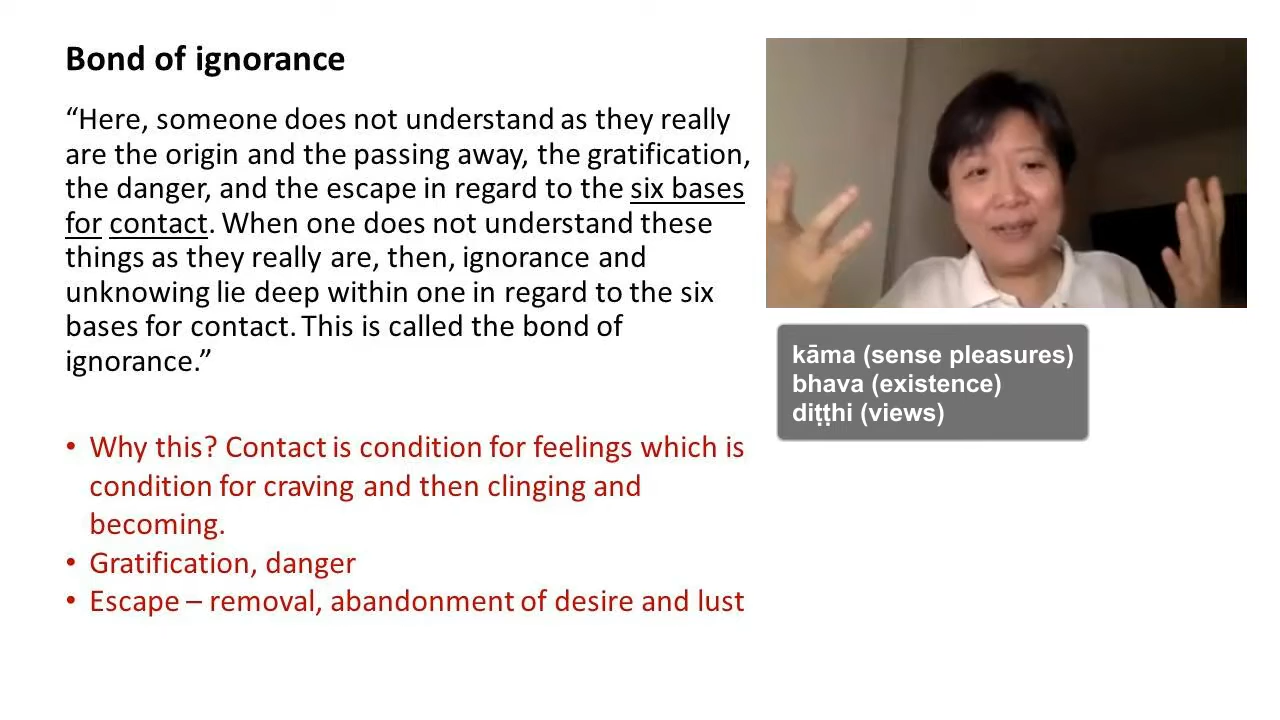 Bond of ignorance
“Here, someone does not understand as they really
are the origin and the passing away, the gratification,
the danger, and the escape in regard to the six bases
for contact. When one does not understand these
things as they really are, then, ignorance and
unknowing lie deep within one in regard to the six
bases for contact. This is called the bond of
ignorance.”
• Why this? Contact is condition for feelings which is
condition for craving and then clinging and
becoming.
• Gratification, danger
• Escape – removal, abandonment of desire and lust
kāma (sense pleasures)
bhava (existence)
diṭṭhi (views)